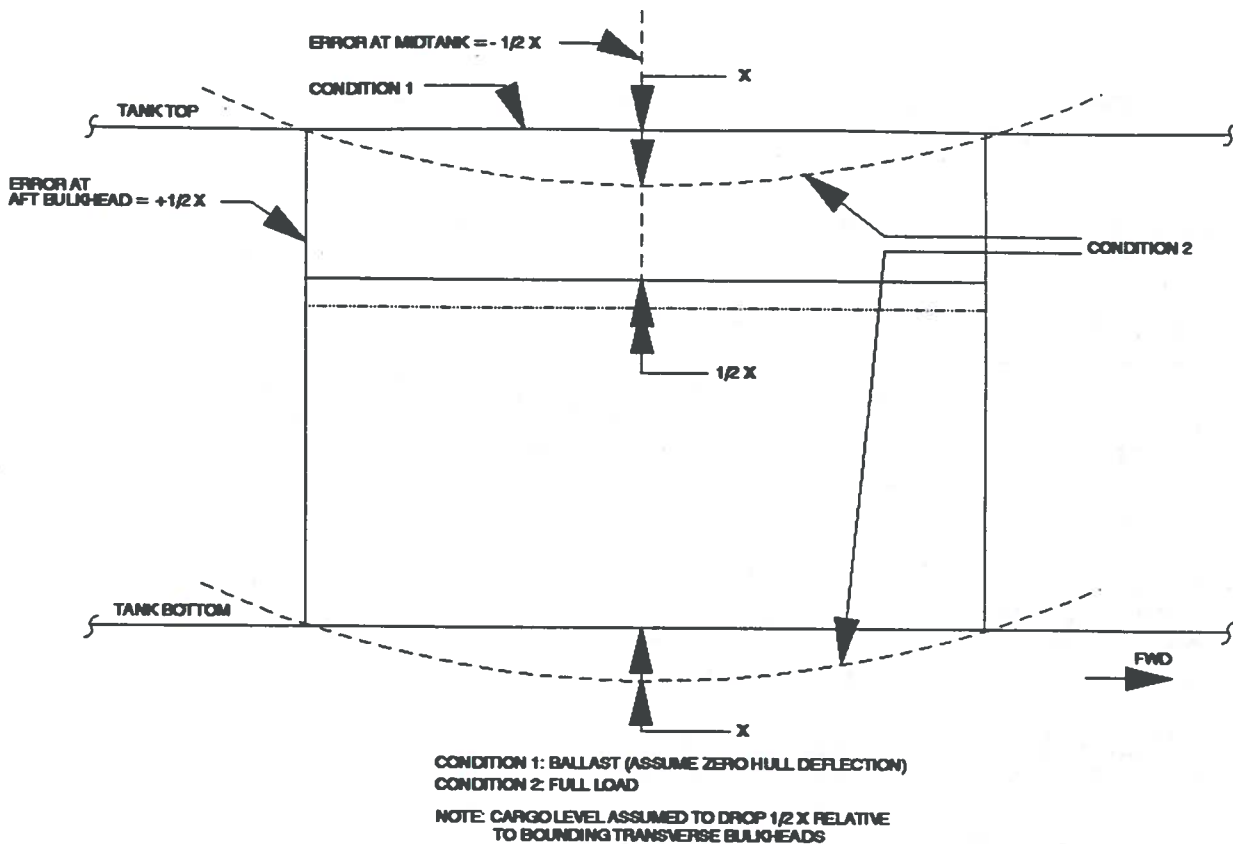 ERROR AT MIDTANK = - 1/2 X
X
CONDITION 1
TANK TOP
ERROR AT
AFT BULKHEAD = +1/2 X
CONDITION 2
1/2 X
TANK BOTTOM
FWD
X
CONDITION 1: BALLAST (ASSUME ZERO HULL DEFLECTION)
CONDITION 2: FULL LOAD
NOTE: CARGO LEVEL ASSUMED TO DROP 1/2 X RELATIVE
TO BOUNDING TRANSVERSE BULKHEADS